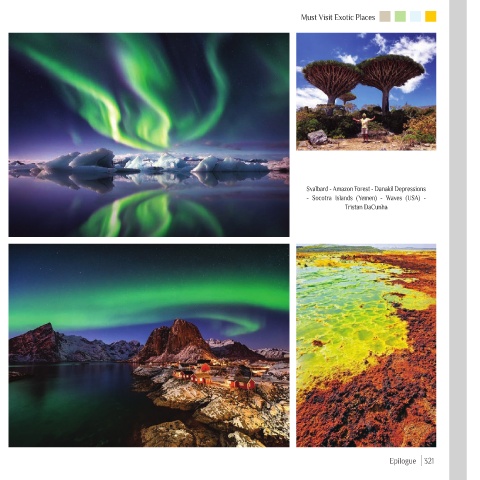 Must Visit Exotic Places
Svalbard - Amazon Forest - Danakil Depressions
- Socotra Islands (Yemen) - Waves (USA) -
Tristan DaCunha
Epilogue 321